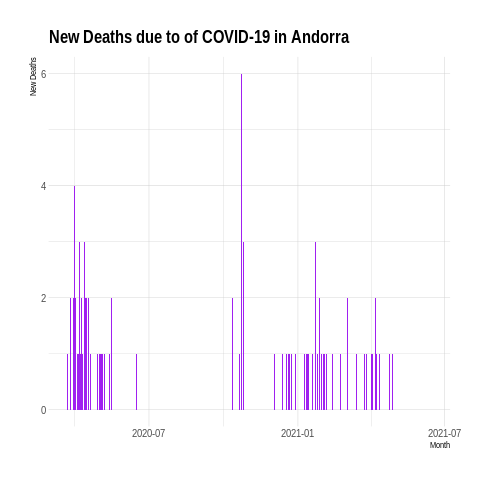 New Deaths due to of COVID-19 in Andorra
New Deaths
6
4
2
0
2020-07
2021-01
2021-07
Month